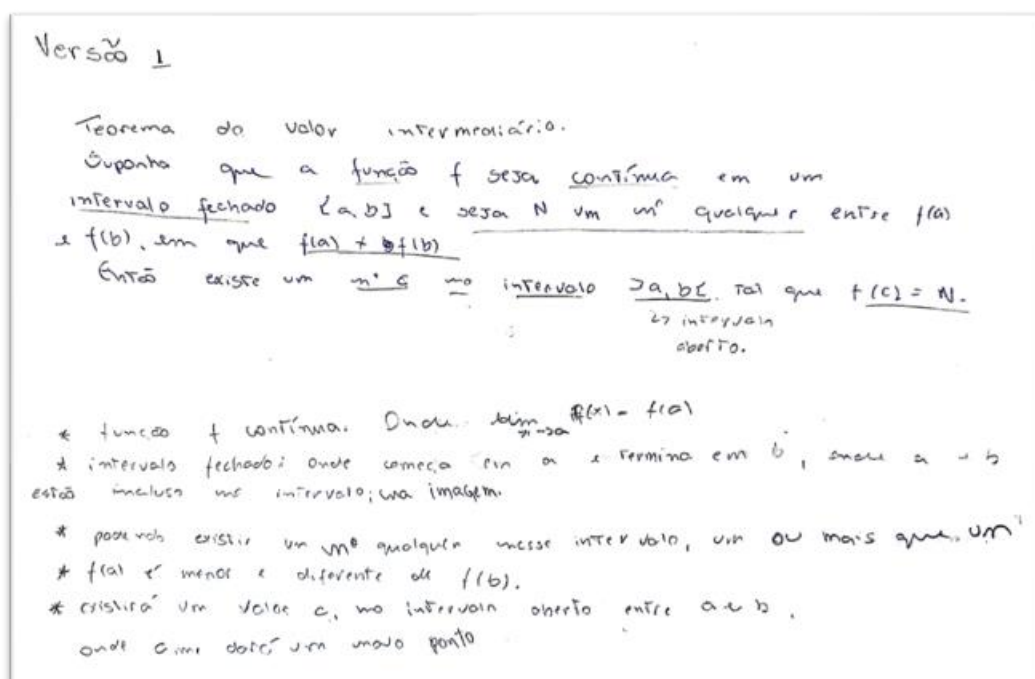 Versão 1
Teorema do valor intermediário.
Suponha que a função f seja contínua em um
intervalo fechado [a, b] e seja N um nº qualquer entre f(a)
e f(b), em que f(a) ≠ f(b)
Então existe um nº c no intervalo ]a, b[. Tal que f(c) = N.
↳ intervalo
aberto.
* função f contínua. Onde lim x→a f(x) = f(a)
* intervalo fechado: onde começa em a e termina em b, onde a e b
estão incluso no intervalo; na imagem.
* existir um nº qualquer nesse intervalo, um ou mais que um
* f(a) é menor e diferente de f(b).
* existirá um valor c, no intervalo aberto entre a e b,
onde c me dará um novo ponto